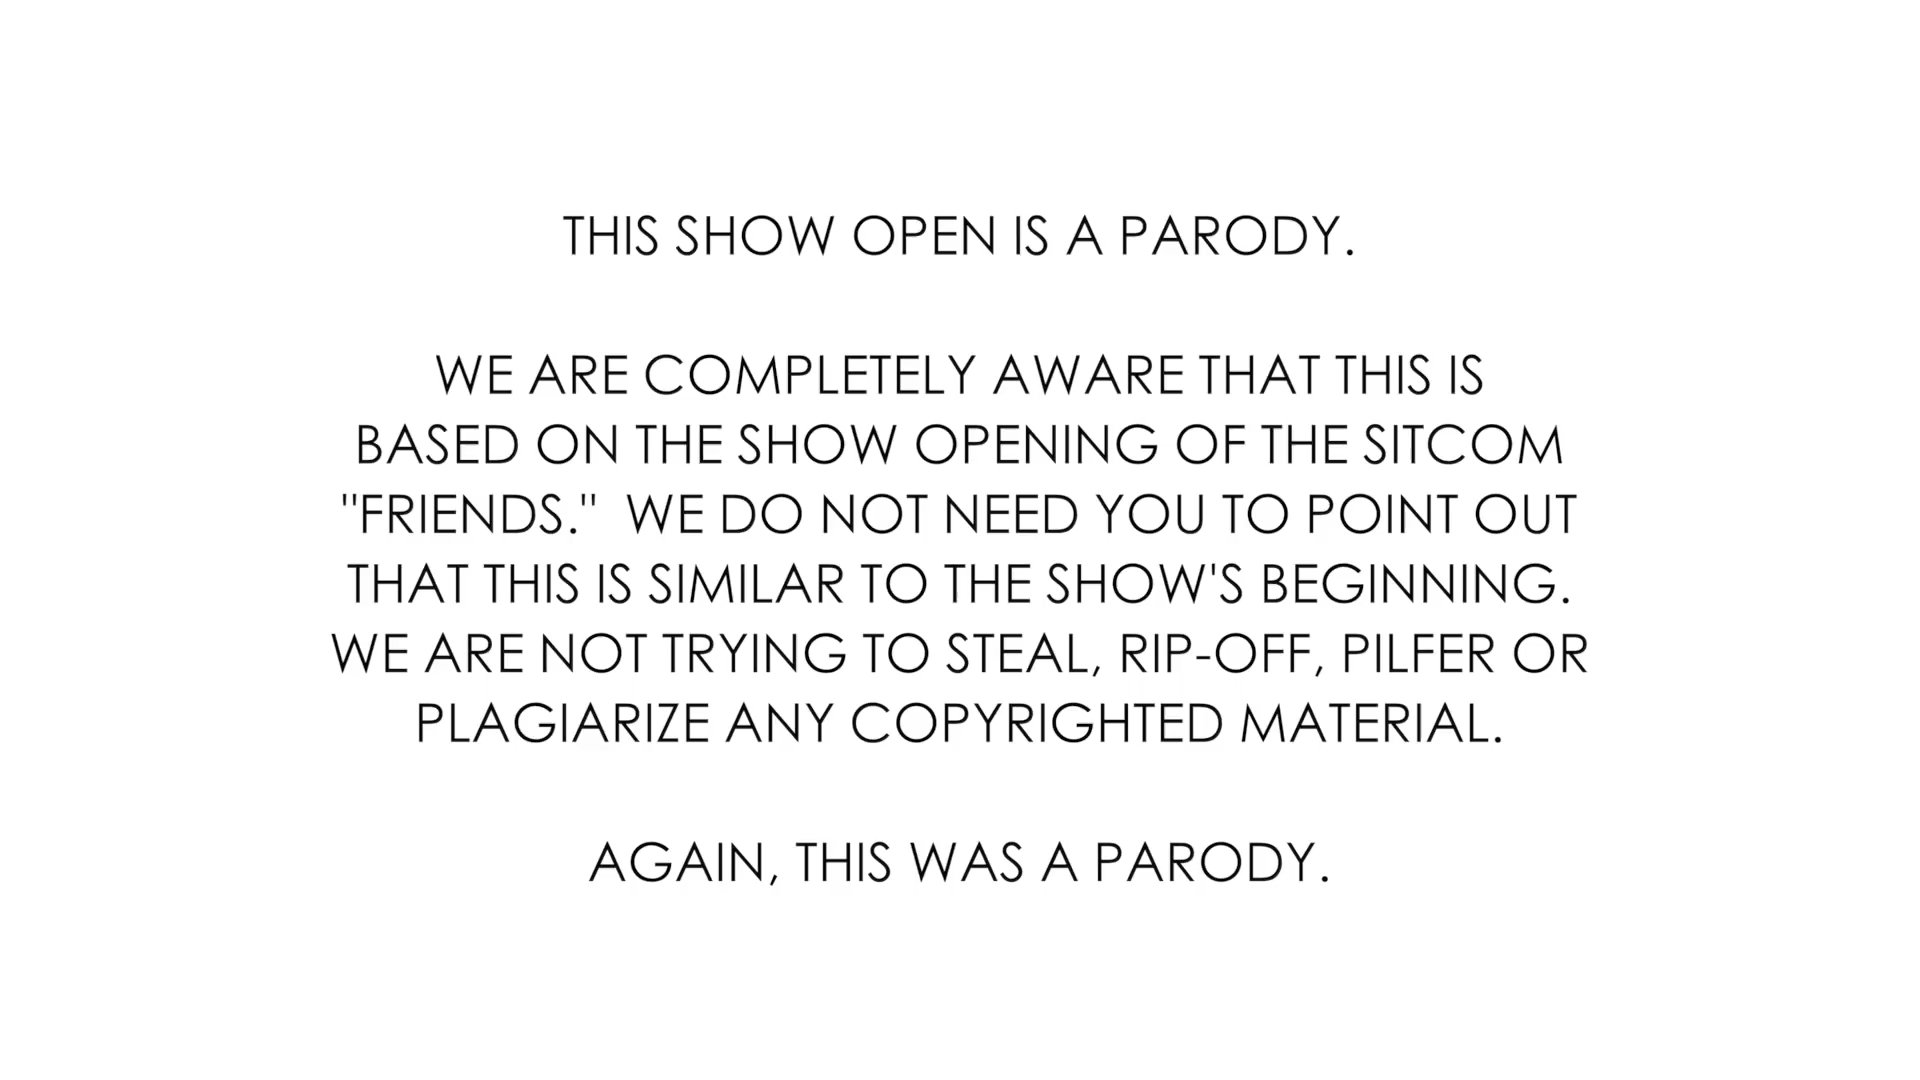 THIS SHOW OPEN IS A PARODY.
WE ARE COMPLETELY AWARE THAT THIS IS
BASED ON THE SHOW OPENING OF THE SITCOM
"FRIENDS."  WE DO NOT NEED YOU TO POINT OUT
THAT THIS IS SIMILAR TO THE SHOW'S BEGINNING.
WE ARE NOT TRYING TO STEAL, RIP-OFF, PILFER OR
PLAGIARIZE ANY COPYRIGHTED MATERIAL.
AGAIN, THIS WAS A PARODY.